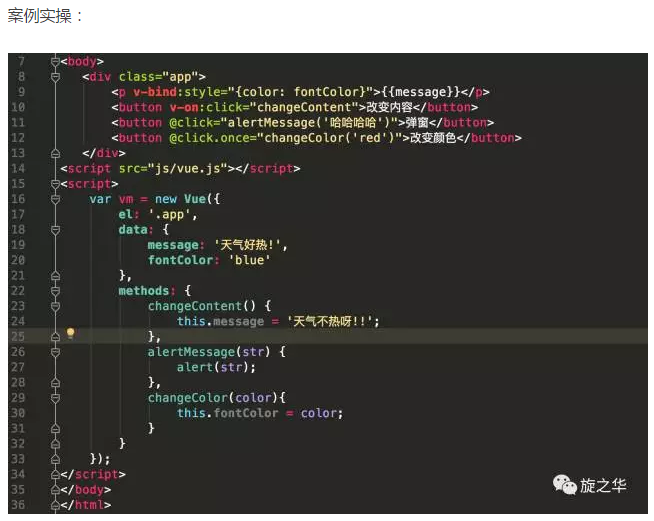 案例实操：
7 <body>
8 <div class="app">
9 <p v-bind:style="{color: fontColor}">{{message}}</p>
10 <button v-on:click="changeContent">改变内容</button>
11 <button @click="alertMessage('哈哈哈哈')">弹窗</button>
12 <button @click.once="changeColor('red')">改变颜色</button>
13 </div>
14 <script src="js/vue.js"></script>
15 <script>
16 var vm = new Vue({
17 el: '.app',
18 data: {
19 message: '天气好热!',
20 fontColor: 'blue'
21 },
22 methods: {
23 changeContent() {
24 this.message = '天气不热呀!!';
25 },
26 alertMessage(str) {
27 alert(str);
28 },
29 changeColor(color){
30 this.fontColor = color;
31 }
32 }
33 });
34 </script>
35 </body>
36 </html>
旋之华